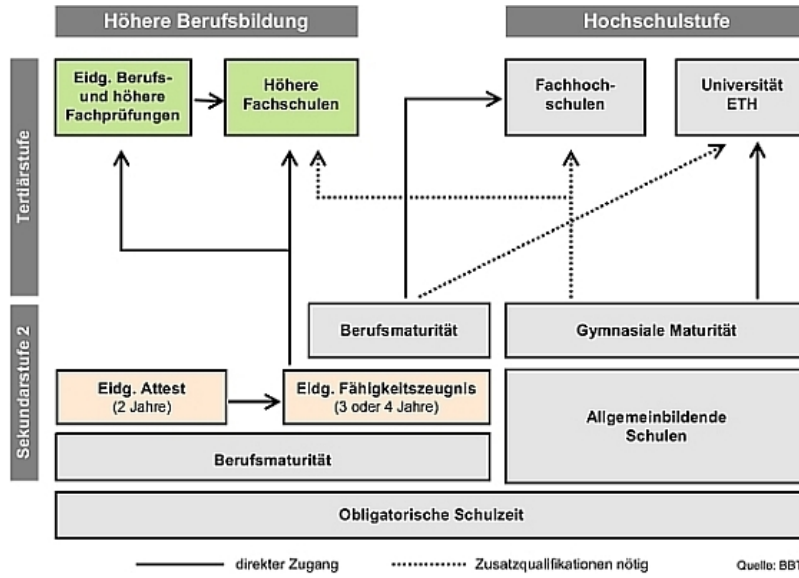 Höhere Berufsbildung
Hochschulstufe
Tertiärstufe
Eidg. Berufs-
und höhere
Fachprüfungen
Höhere
Fachschulen
Fachhoch-
schulen
Universität
ETH
Sekundarstufe 2
Berufsmaturität
Gymnasiale Maturität
Eidg. Attest
(2 Jahre)
Eidg. Fähigkeitszeugnis
(3 oder 4 Jahre)
Allgemeinbildende
Schulen
Berufsmaturität
Obligatorische Schulzeit
direkter Zugang
Zusatzqualifikationen nötig
Quelle: BBT